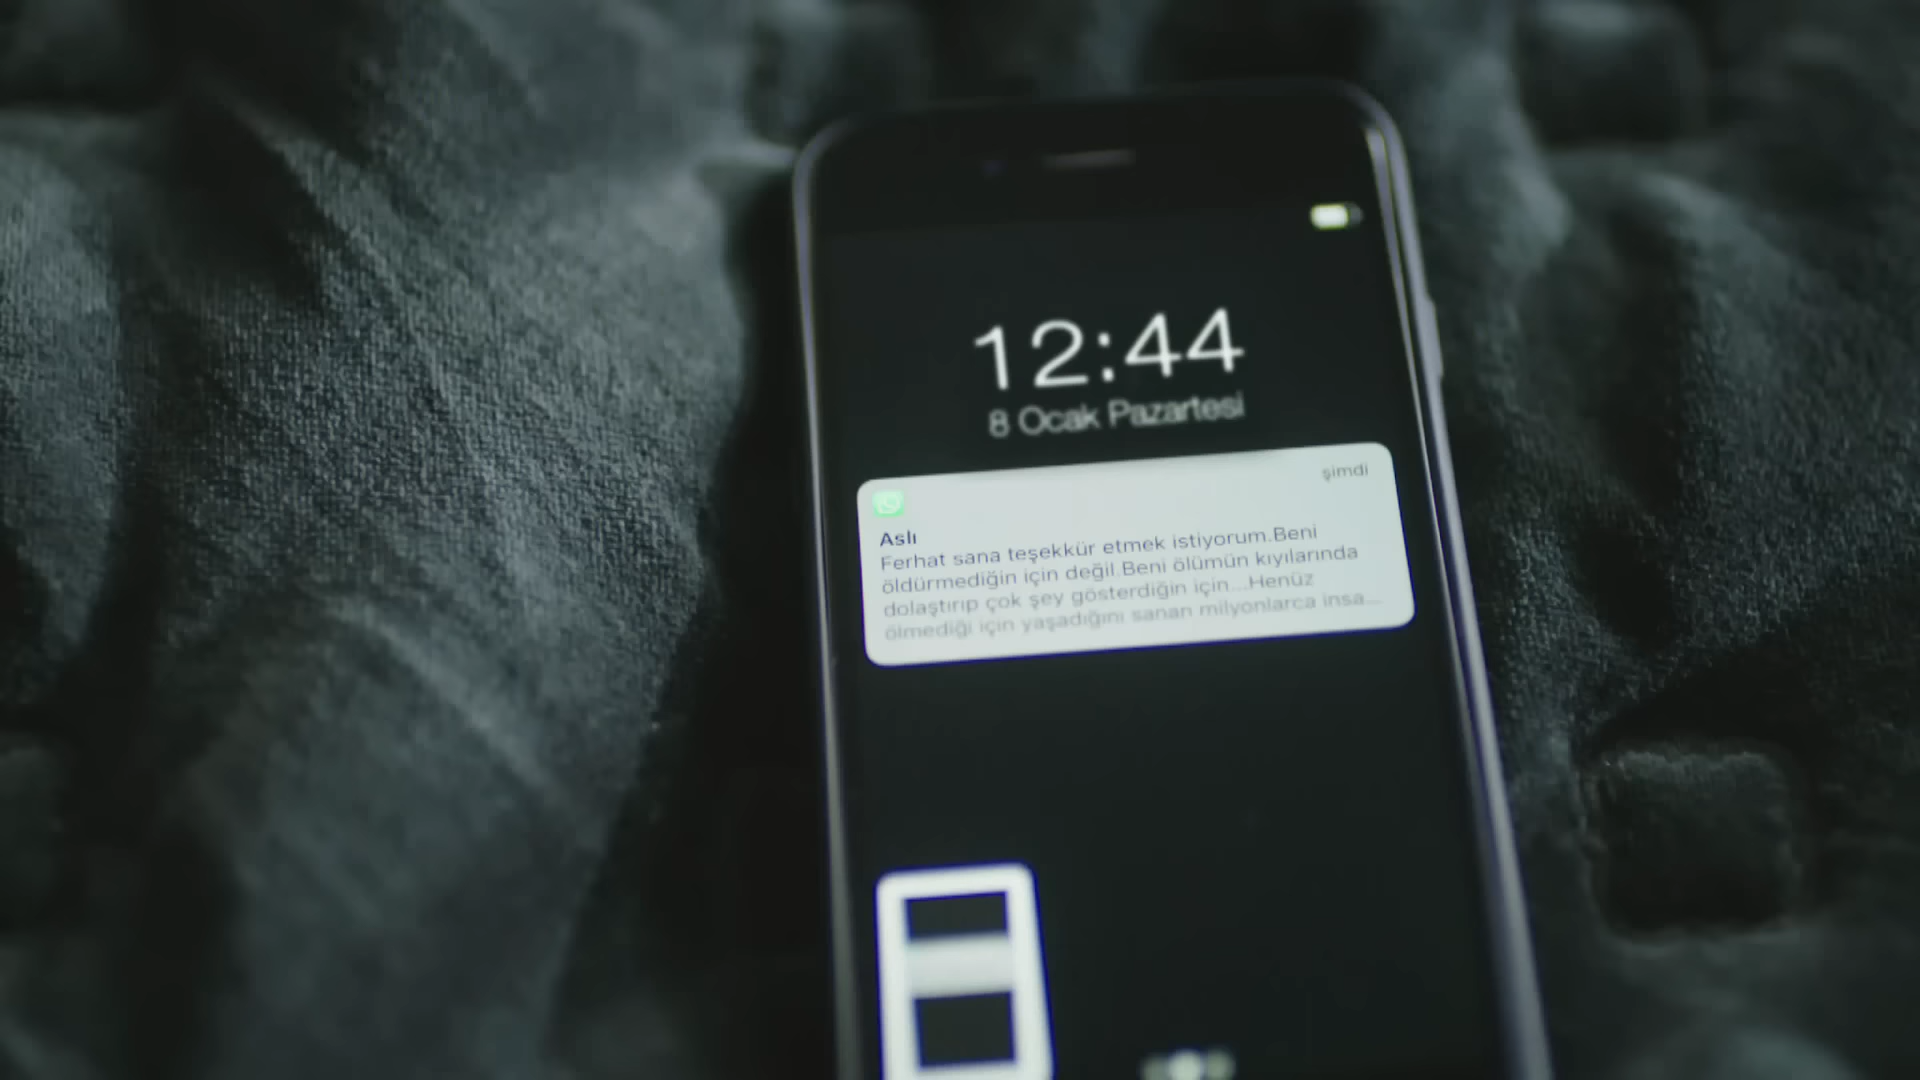 12:44
8 Ocak Pazartesi
şimdi
Aslı
Ferhat sana teşekkür etmek istiyorum.Beni
öldürmediğin için değil.Beni ölümün kıyılarında
dolaştırıp çok şey gösterdiğin için...Henüz
ölmediği için yaşadığını sanan milyonlarca insa...